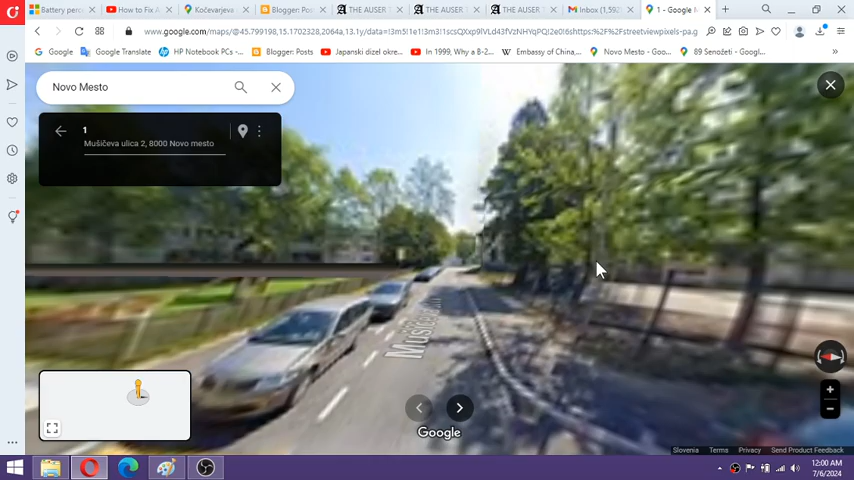 Battery perce
How to Fix A
Kočevarjeva
Blogger: Pos
THE AUSER T
THE AUSER T
THE AUSER T
Inbox (1,592
1 - Google M
www.google.com/maps/@45.799198,15.1702328,2064a,13.1y/data=!3m5!1e1!3m3!1scsQXxp9lVLd43fVzNHYqPQ!2e0!6shttps:%2F%2Fstreetviewpixels-pa.g
Google
Google Translate
HP Notebook PC's
Blogger: Posts
Japanski dizel okre...
In 1999, Why a B-2...
Embassy of China,...
Novo Mesto - Goo...
89 Senožeti - Googl...
Novo Mesto
1
Mušičeva ulica 2, 8000 Novo mesto
Google
Slovenia Terms Privacy Send Product Feedback
12:00 AM
7/6/2024